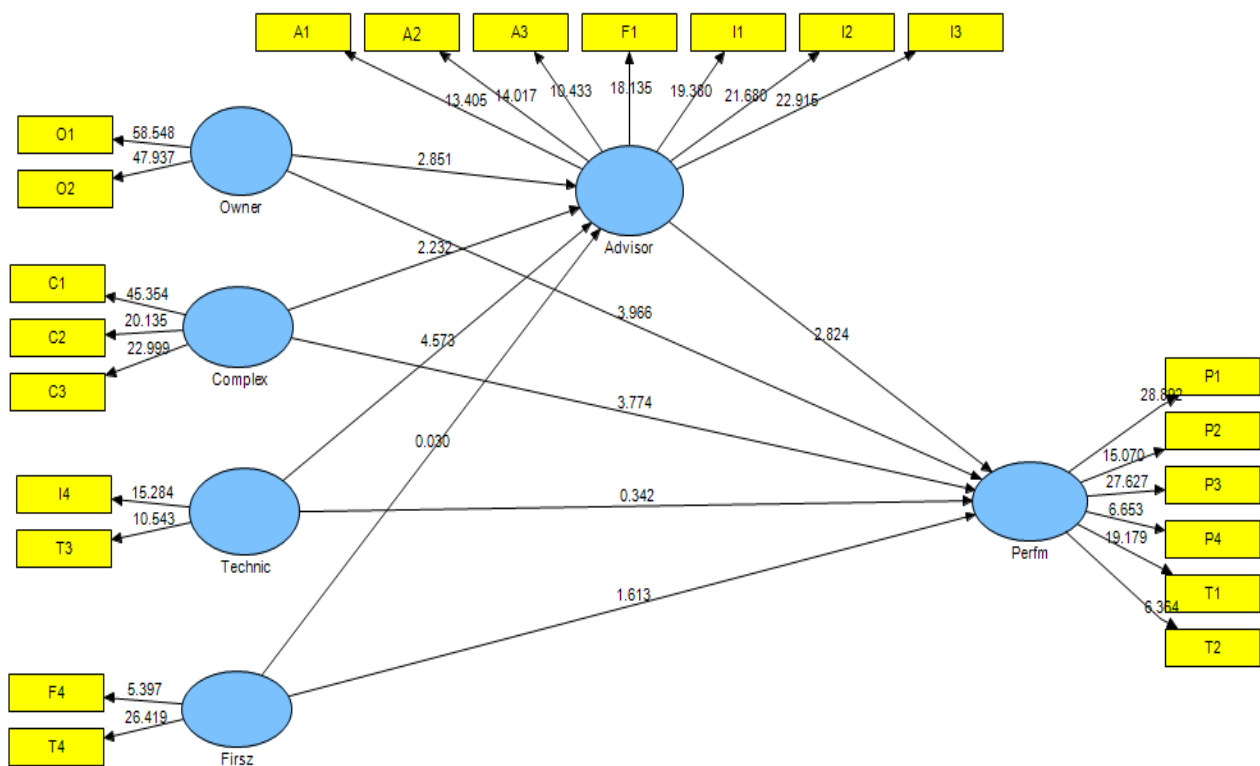 A1
A2
A3
F1
I1
I2
I3
13.405
14.017
10.433
18.135
19.380
21.680
22.915
O1
58.548
O2
47.937
Owner
2.851
Advisor
C1
45.354
C2
20.135
C3
22.999
Complex
2.232
3.966
2.824
4.573
3.774
0.030
I4
15.284
T3
10.543
Technic
0.342
1.613
Perfm
P1
28.892
P2
15.070
P3
27.627
P4
6.653
T1
19.179
T2
6.364
F4
5.397
T4
26.419
Firsz